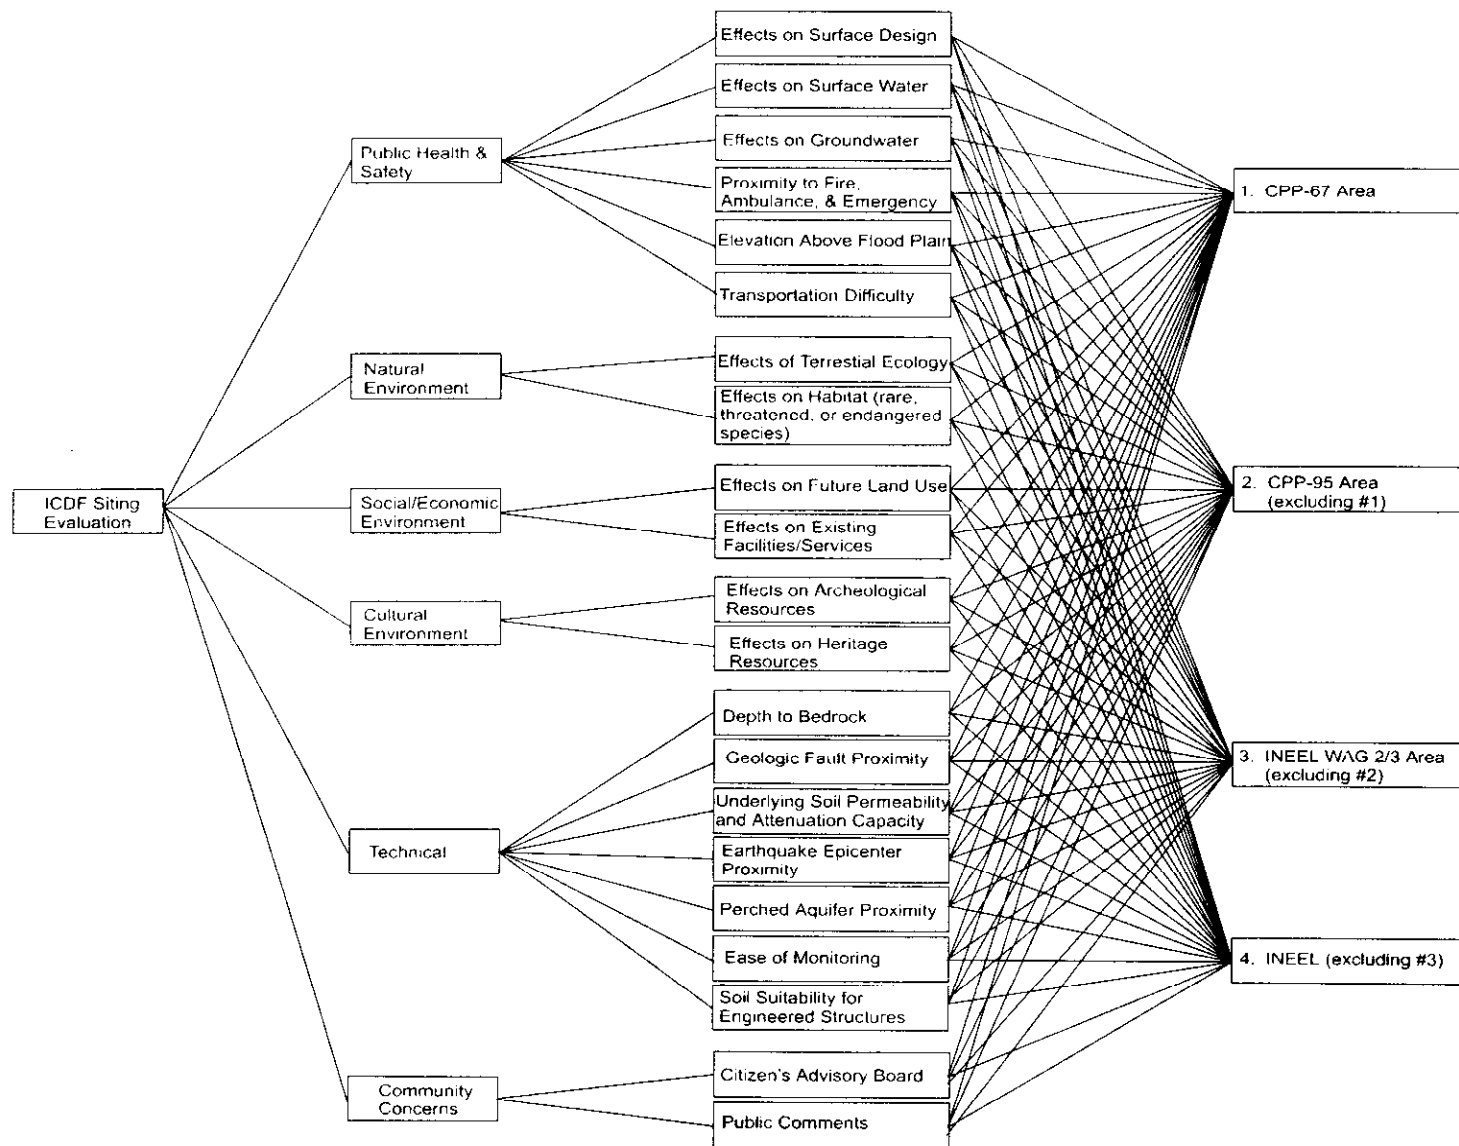 ICDF Siting
Evaluation
Public Health &
Safety
Natural
Environment
Social/Economic
Environment
Cultural
Environment
Technical
Community
Concerns
Effects on Surface Design
Effects on Surface Water
Effects on Groundwater
Proximity to Fire,
Ambulance, & Emergency
Elevation Above Flood Plain
Transportation Difficulty
Effects of Terrestial Ecology
Effects on Habitat (rare,
threatened, or endangered
species)
Effects on Future Land Use
Effects on Existing
Facilities/Services
Effects on Archeological
Resources
Effects on Heritage
Resources
Depth to Bedrock
Geologic Fault Proximity
Underlying Soil Permeability
and Attenuation Capacity
Earthquake Epicenter
Proximity
Perched Aquifer Proximity
Ease of Monitoring
Soil Suitability for
Engineered Structures
Citizen's Advisory Board
Public Comments
1. CPP-67 Area
2. CPP-95 Area
(excluding #1)
3. INEEL WAG 2/3 Area
(excluding #2)
4. INEEL (excluding #3)